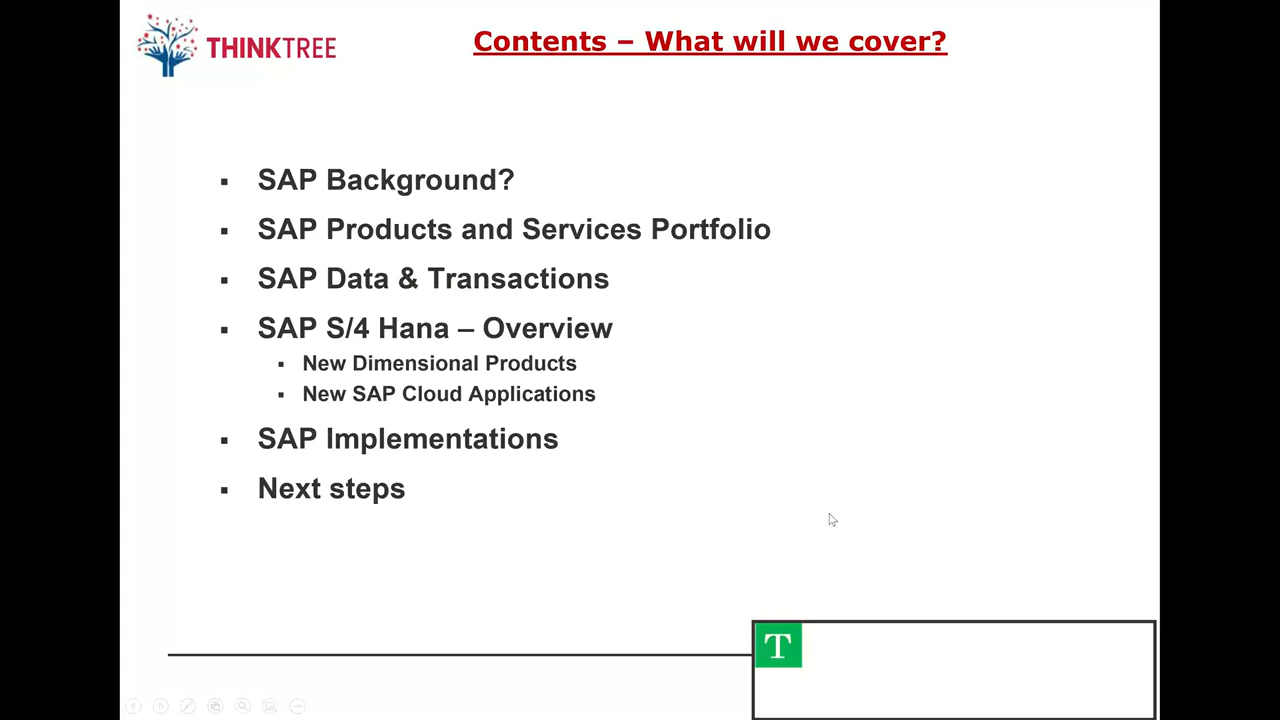 THINKTREE
Contents – What will we cover?
▪ SAP Background?
▪ SAP Products and Services Portfolio
▪ SAP Data & Transactions
▪ SAP S/4 Hana – Overview
▪ New Dimensional Products
▪ New SAP Cloud Applications
▪ SAP Implementations
▪ Next steps
T